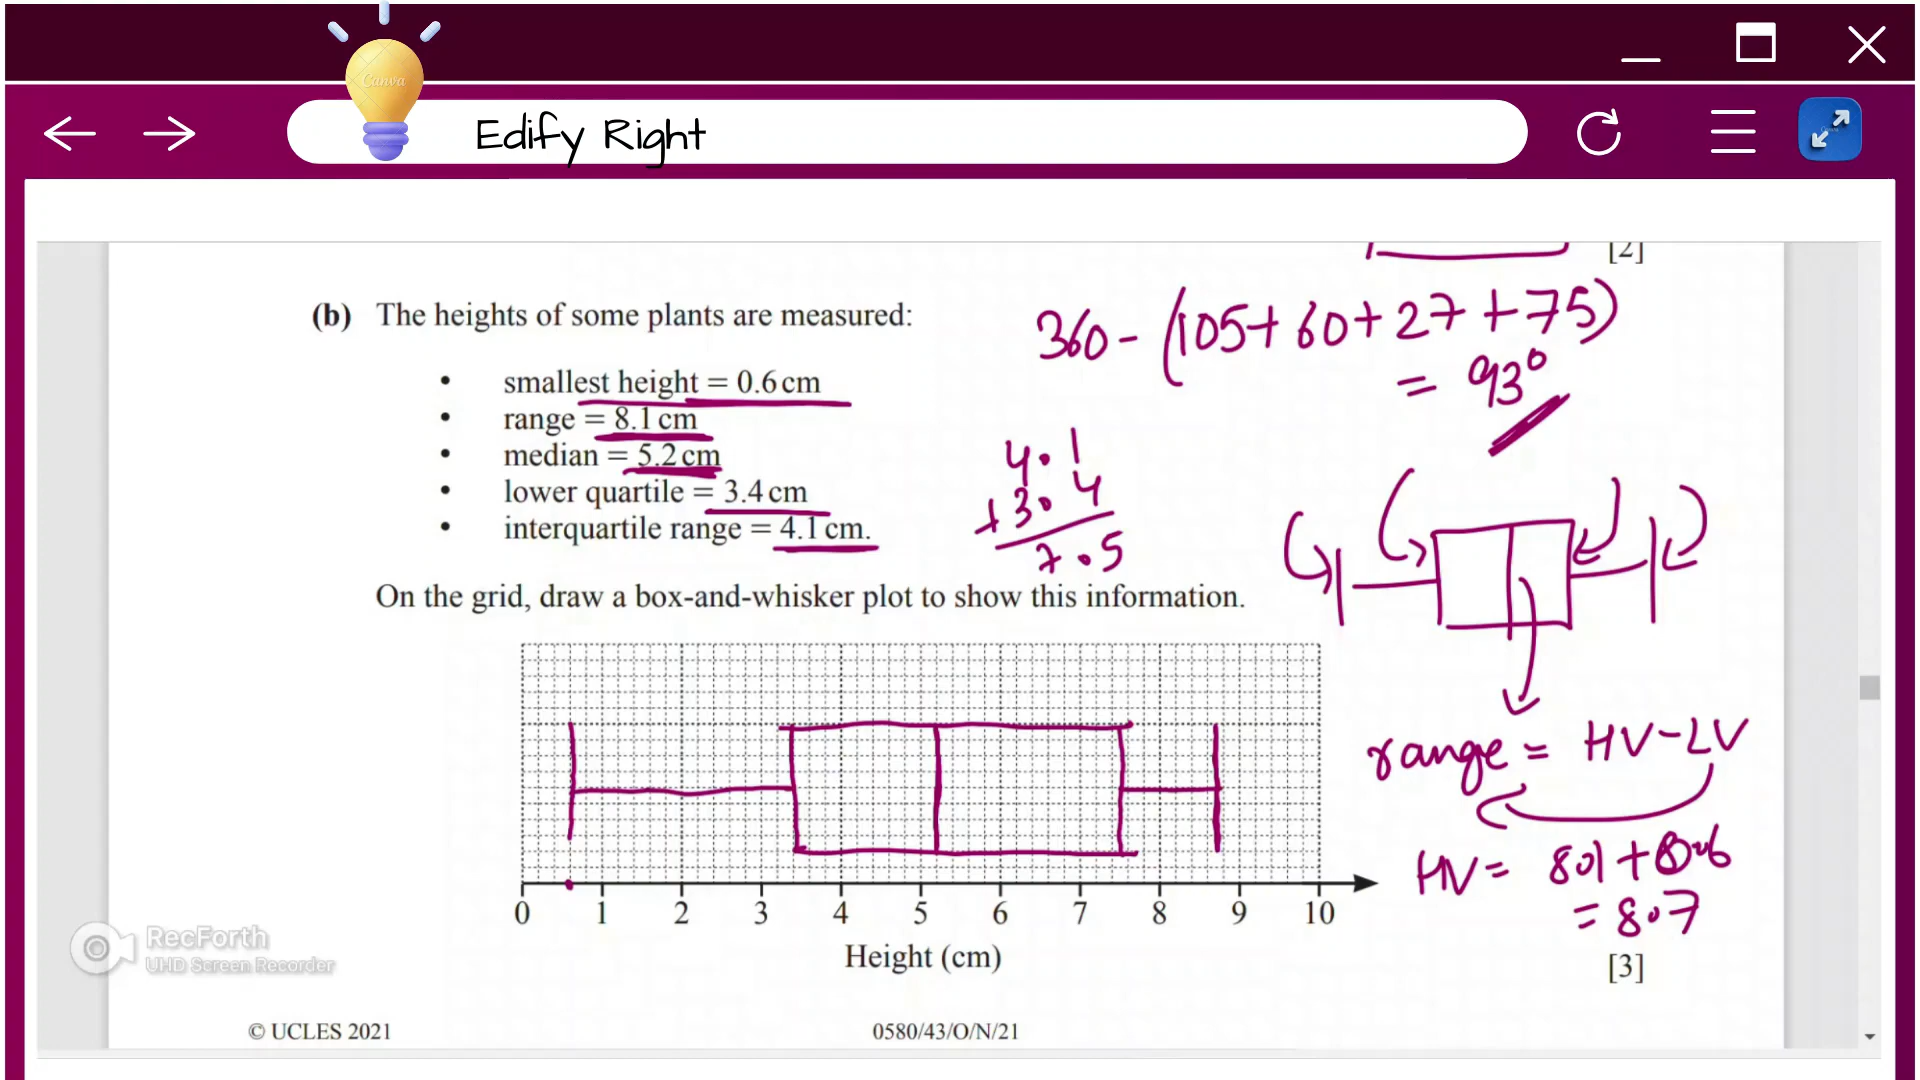 Canva
Edify Right
[2]
(b) The heights of some plants are measured:
360 - (105 + 60 + 27 + 75)
= 93°
• smallest height = 0.6 cm
• range = 8.1 cm
• median = 5.2 cm
• lower quartile = 3.4 cm
• interquartile range = 4.1 cm.
4.1
+3.4
7.5
On the grid, draw a box-and-whisker plot to show this information.
range = HV - LV
HV = 8.1 + 0.6
= 8.7
0 1 2 3 4 5 6 7 8 9 10
Height (cm)
[3]
RecForth
UHD Screen Recorder
© UCLES 2021
0580/43/O/N/21